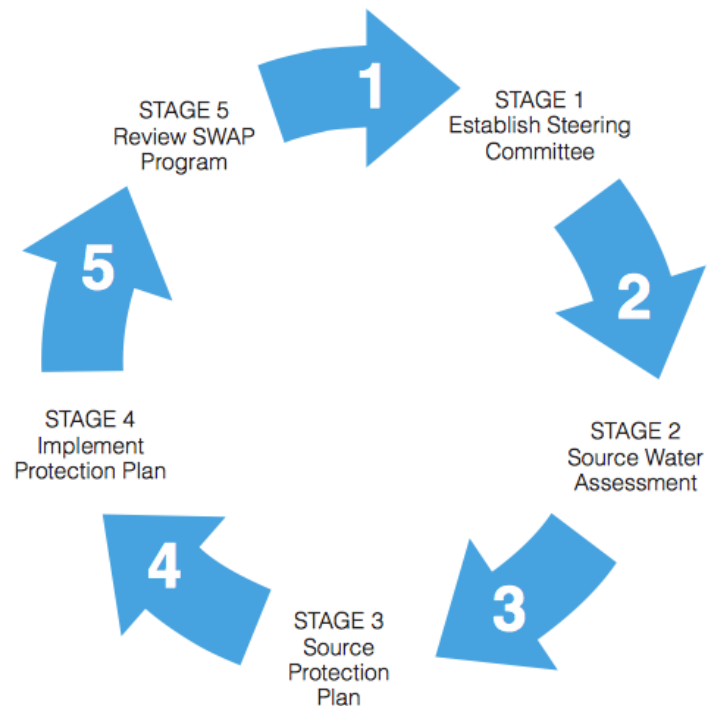 1
STAGE 1
Establish Steering
Committee
2
STAGE 2
Source Water
Assessment
3
STAGE 3
Source
Protection
Plan
4
STAGE 4
Implement
Protection Plan
5
STAGE 5
Review SWAP
Program